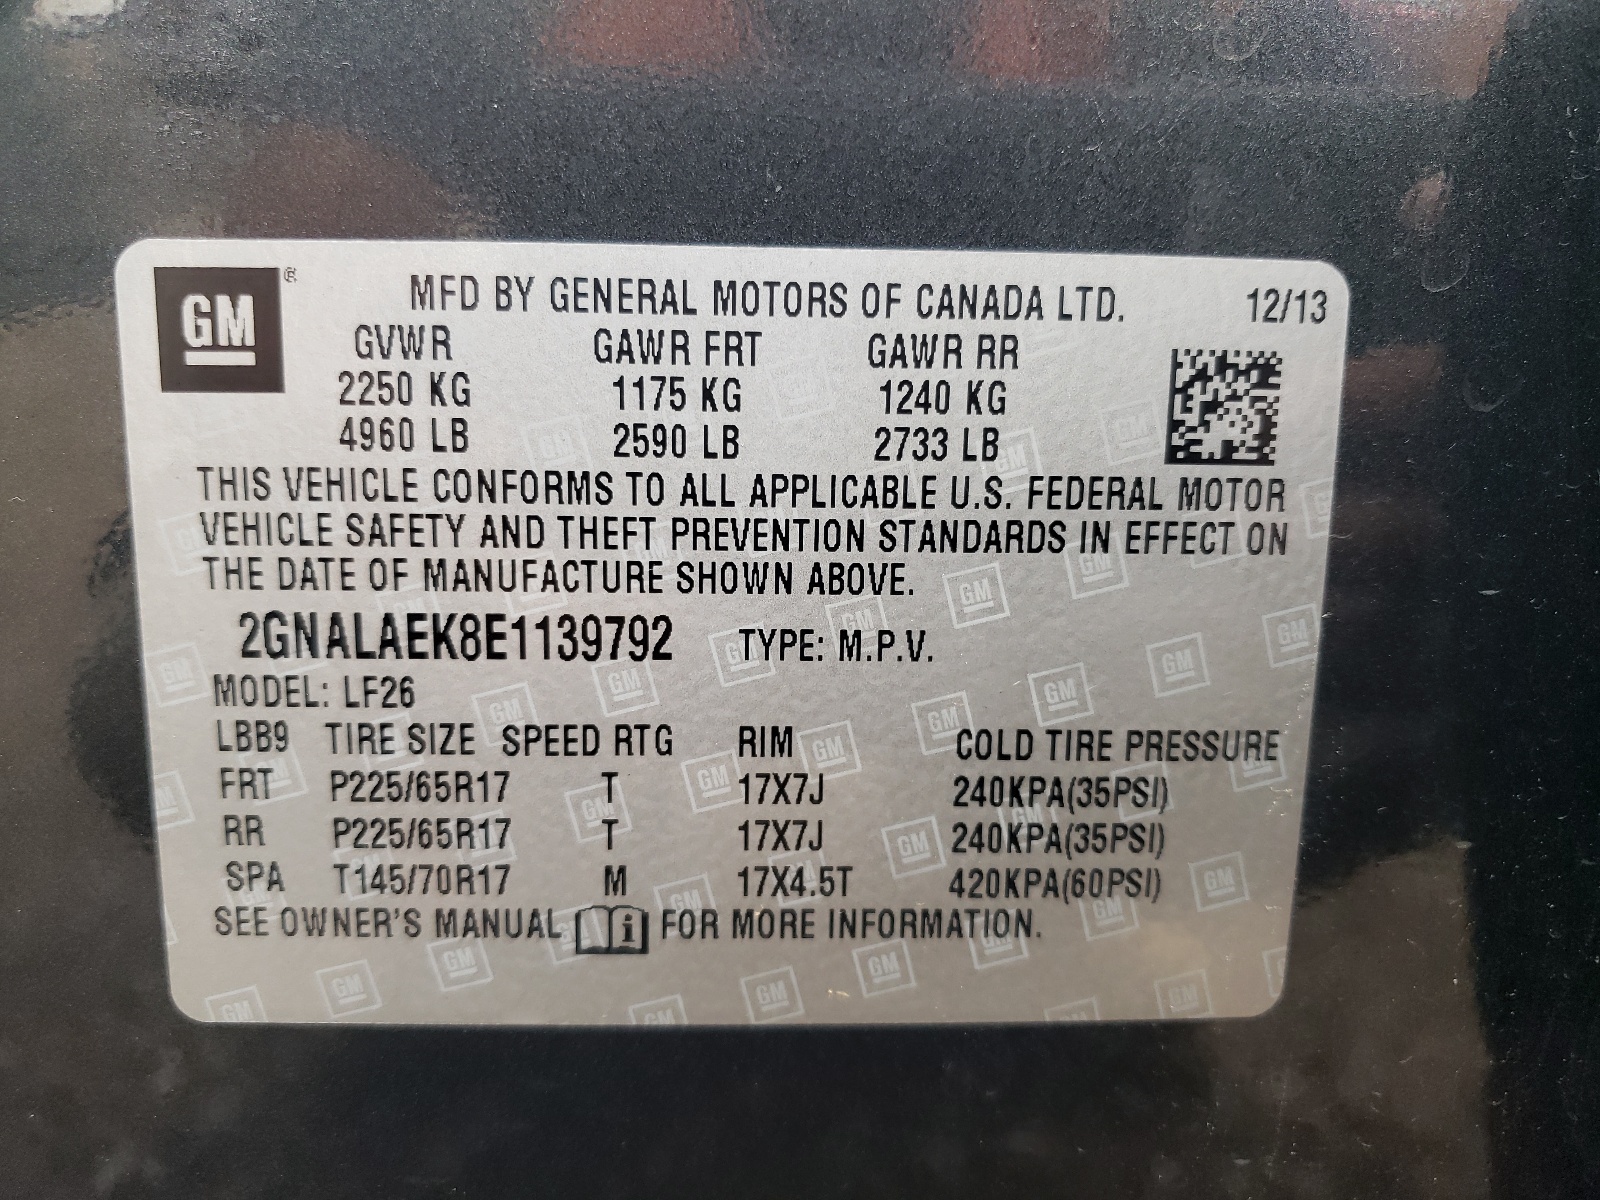 GM ® MFD BY GENERAL MOTORS OF CANADA LTD. 12/13
GVWR GAWR FRT GAWR RR
2250 KG 1175 KG 1240 KG
4960 LB 2590 LB 2733 LB
THIS VEHICLE CONFORMS TO ALL APPLICABLE U.S. FEDERAL MOTOR
VEHICLE SAFETY AND THEFT PREVENTION STANDARDS IN EFFECT ON
THE DATE OF MANUFACTURE SHOWN ABOVE.
2GNALAEK8E1139792 TYPE: M.P.V.
MODEL: LF26
LBB9 TIRE SIZE SPEED RTG RIM COLD TIRE PRESSURE
FRT P225/65R17 T 17X7J 240KPA(35PSI)
RR P225/65R17 T 17X7J 240KPA(35PSI)
SPA T145/70R17 M 17X4.5T 420KPA(60PSI)
SEE OWNER'S MANUAL i FOR MORE INFORMATION.